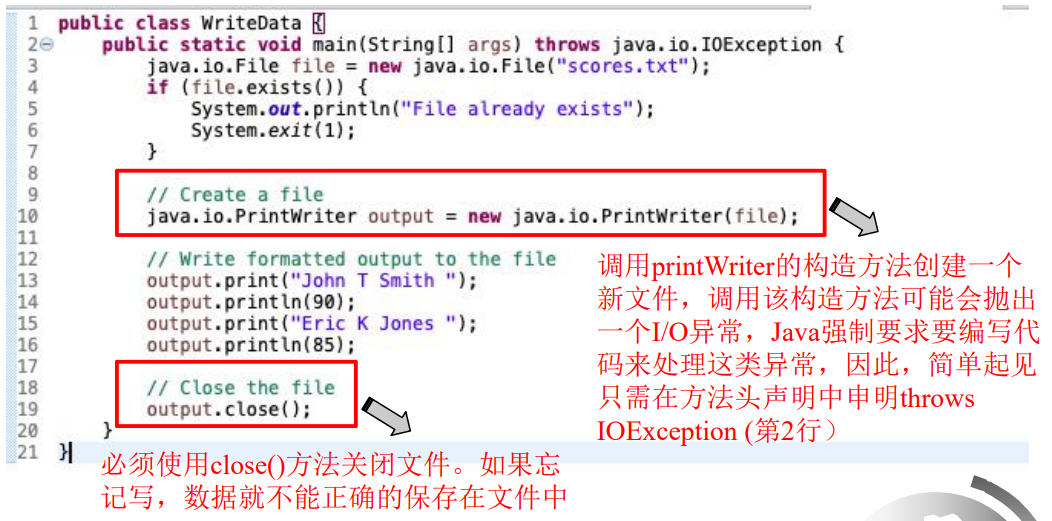 1 public class WriteData {
2 public static void main(String[] args) throws java.io.IOException {
3 java.io.File file = new java.io.File("scores.txt");
4 if (file.exists()) {
5 System.out.println("File already exists");
6 System.exit(1);
7 }
8
9 // Create a file
10 java.io.PrintWriter output = new java.io.PrintWriter(file);
11
12 // Write formatted output to the file
13 output.print("John T Smith ");
14 output.println(90);
15 output.print("Eric K Jones ");
16 output.println(85);
17
18 // Close the file
19 output.close();
20 }
21 }
调用printWriter的构造方法创建一个
新文件，调用该构造方法可能会抛出
一个I/O异常，Java强制要求要编写代
码来处理这类异常，因此，简单起见
只需在方法头声明中申明throws
IOException (第2行）
必须使用close()方法关闭文件。如果忘
记写，数据就不能正确的保存在文件中